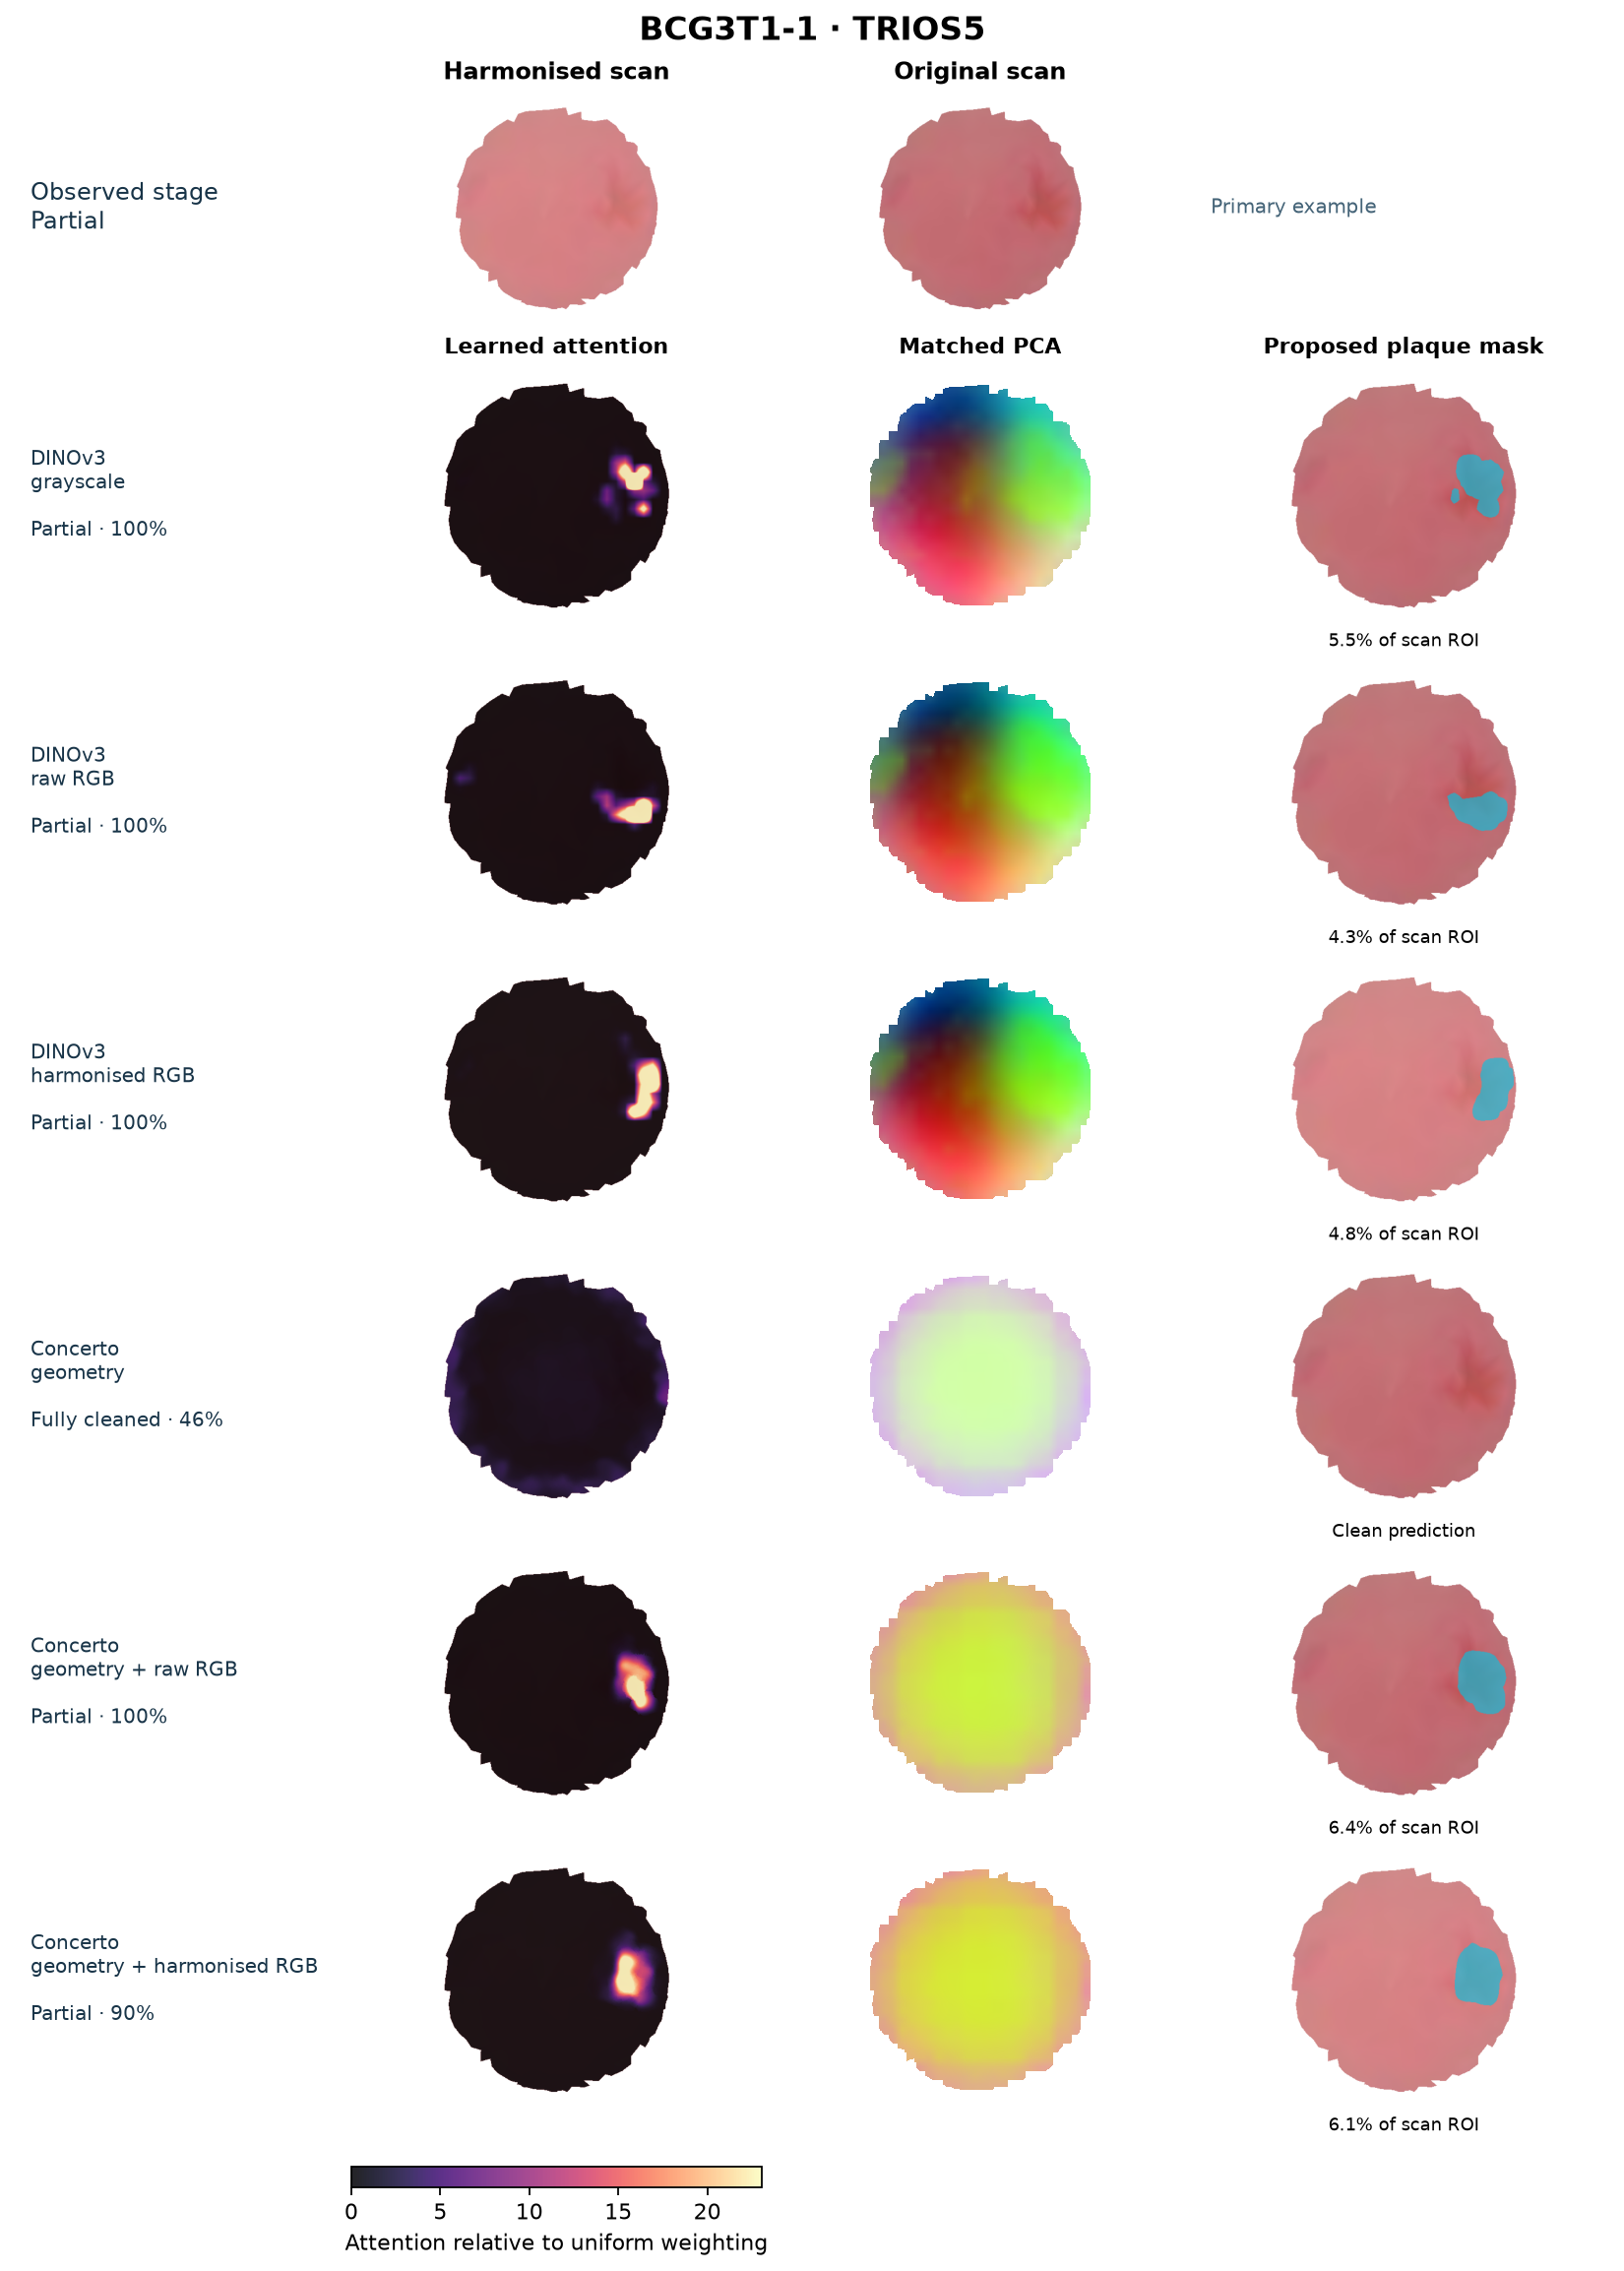 BCG3T1-1 · TRIOS5
Harmonised scan
Original scan
Observed stage
Partial
Primary example
Learned attention
Matched PCA
Proposed plaque mask
DINOv3
grayscale
Partial · 100%
5.5% of scan ROI
DINOv3
raw RGB
Partial · 100%
4.3% of scan ROI
DINOv3
harmonised RGB
Partial · 100%
4.8% of scan ROI
Concerto
geometry
Fully cleaned · 46%
Clean prediction
Concerto
geometry + raw RGB
Partial · 100%
6.4% of scan ROI
Concerto
geometry + harmonised RGB
Partial · 90%
6.1% of scan ROI
0 5 10 15 20
Attention relative to uniform weighting